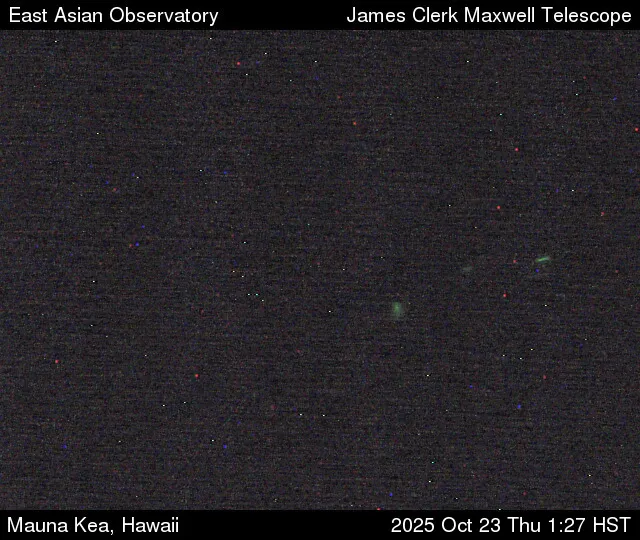 East Asian Observatory
James Clerk Maxwell Telescope
Mauna Kea, Hawaii
2025 Oct 23 Thu 1:27 HST